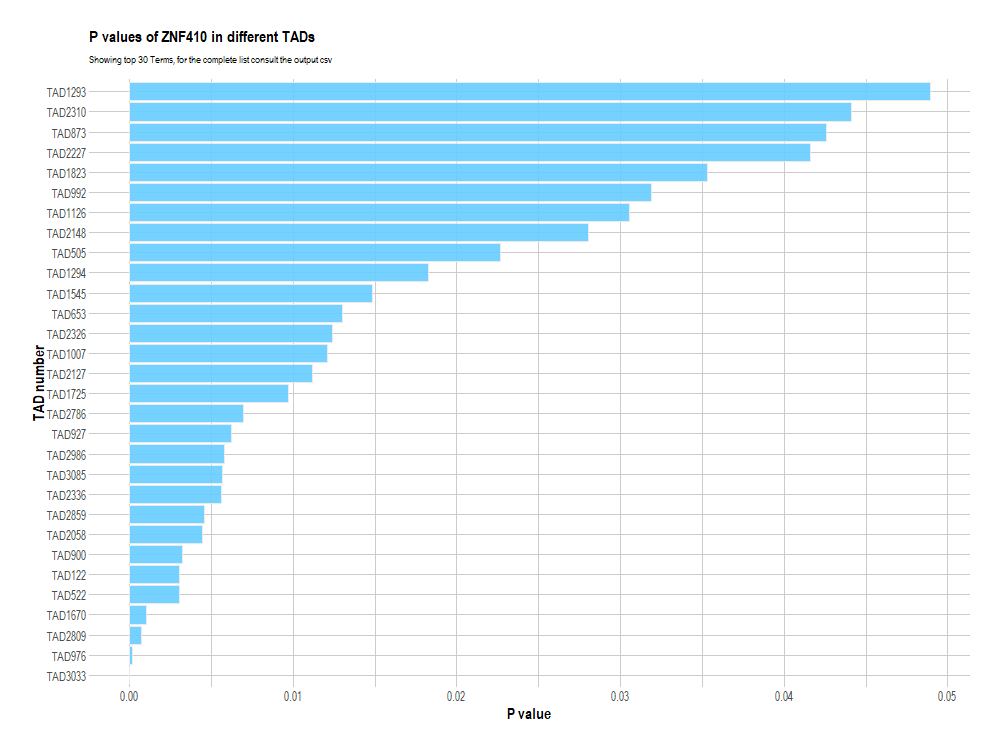 P values of ZNF410 in different TADs
Showing top 30 Terms, for the complete list consult the output csv
TAD number
TAD1293
TAD2310
TAD873
TAD2227
TAD1823
TAD992
TAD1126
TAD2148
TAD505
TAD1294
TAD1545
TAD653
TAD2326
TAD1007
TAD2127
TAD1725
TAD2786
TAD927
TAD2986
TAD3085
TAD2336
TAD2859
TAD2058
TAD900
TAD122
TAD522
TAD1670
TAD2809
TAD976
TAD3033
0.00 0.01 0.02 0.03 0.04 0.05
P value